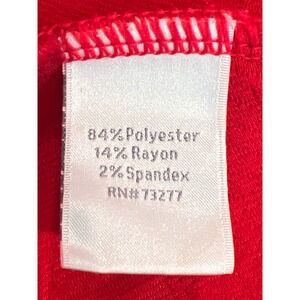 84% Polyester
14% Rayon
2% Spandex
RN# 73277